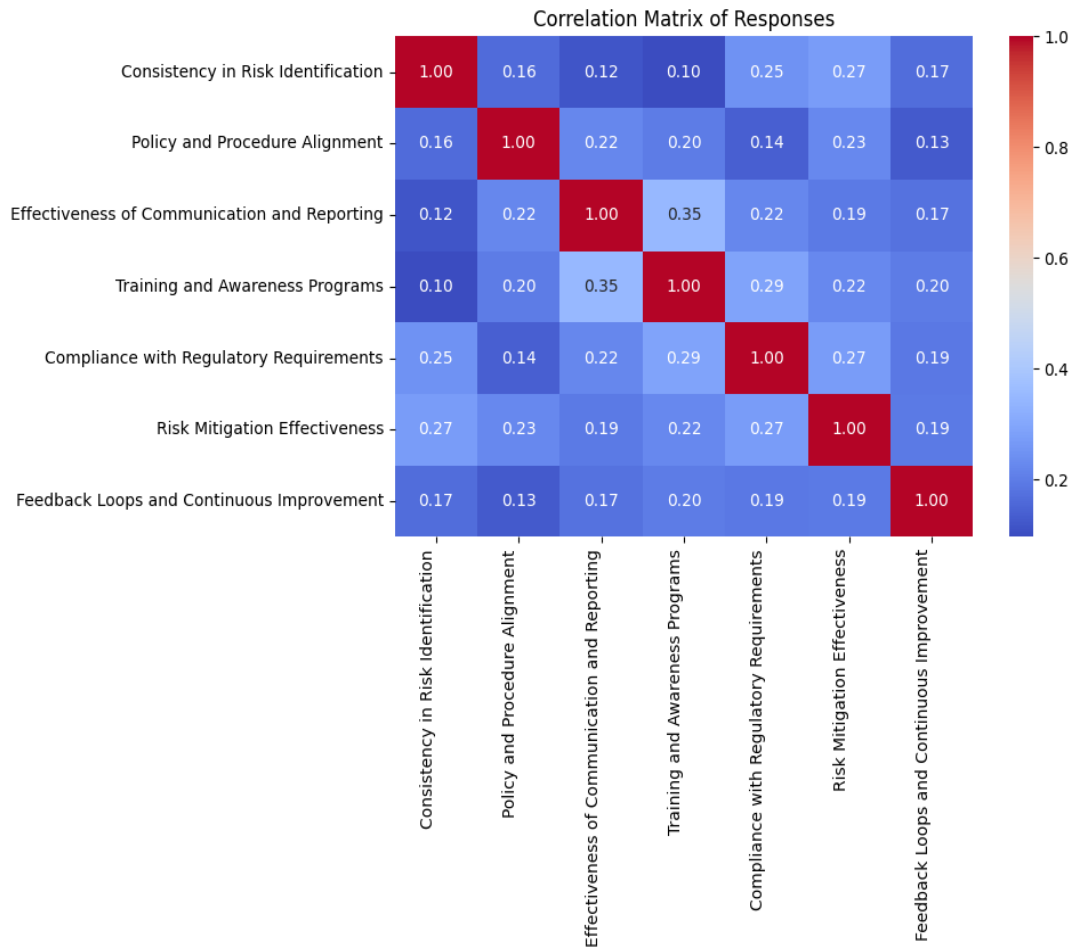 Correlation Matrix of Responses
Consistency in Risk Identification 1.00 0.16 0.12 0.10 0.25 0.27 0.17
Policy and Procedure Alignment 0.16 1.00 0.22 0.20 0.14 0.23 0.13
Effectiveness of Communication and Reporting 0.12 0.22 1.00 0.35 0.22 0.19 0.17
Training and Awareness Programs 0.10 0.20 0.35 1.00 0.29 0.22 0.20
Compliance with Regulatory Requirements 0.25 0.14 0.22 0.29 1.00 0.27 0.19
Risk Mitigation Effectiveness 0.27 0.23 0.19 0.22 0.27 1.00 0.19
Feedback Loops and Continuous Improvement 0.17 0.13 0.17 0.20 0.19 0.19 1.00
Consistency in Risk Identification
Policy and Procedure Alignment
Effectiveness of Communication and Reporting
Training and Awareness Programs
Compliance with Regulatory Requirements
Risk Mitigation Effectiveness
Feedback Loops and Continuous Improvement
1.0
0.8
0.6
0.4
0.2